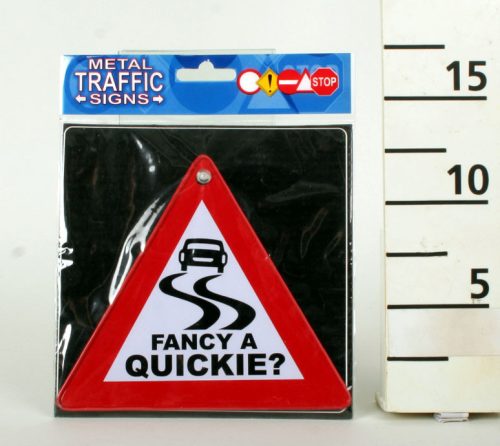 METAL
TRAFFIC
SIGNS
STOP
FANCY A
QUICKIE?
15
10
5